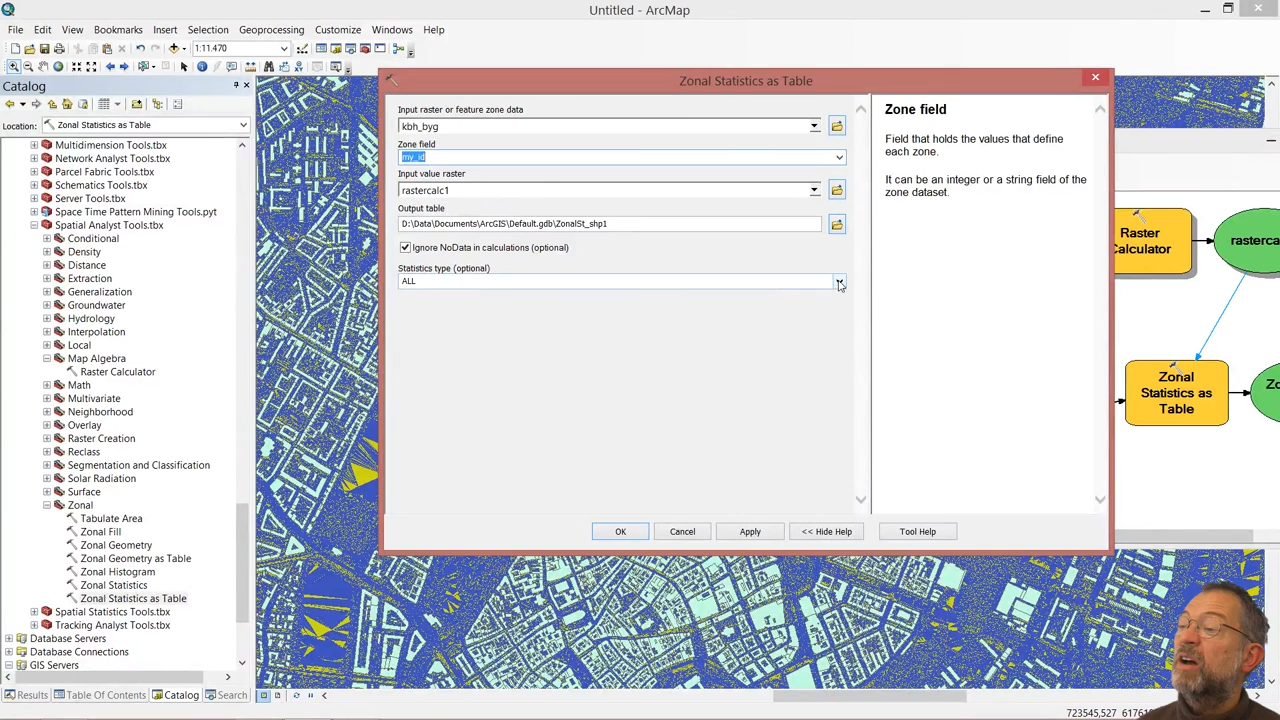 Untitled - ArcMap
File Edit View Bookmarks Insert Selection Geoprocessing Customize Windows Help
1:11.470
Catalog
Location: Zonal Statistics as Table
Multidimension Tools.tbx
Network Analyst Tools.tbx
Parcel Fabric Tools.tbx
Schematics Tools.tbx
Server Tools.tbx
Space Time Pattern Mining Tools.pyt
Spatial Analyst Tools.tbx
Conditional
Density
Distance
Extraction
Generalization
Groundwater
Hydrology
Interpolation
Local
Map Algebra
Raster Calculator
Math
Multivariate
Neighborhood
Overlay
Raster Creation
Reclass
Segmentation and Classification
Solar Radiation
Surface
Zonal
Tabulate Area
Zonal Fill
Zonal Geometry
Zonal Geometry as Table
Zonal Histogram
Zonal Statistics
Zonal Statistics as Table
Spatial Statistics Tools.tbx
Tracking Analyst Tools.tbx
Database Servers
Database Connections
GIS Servers
Results Table Of Contents Catalog Search
Zonal Statistics as Table
Input raster or feature zone data
kbh_byg
Zone field
my_id
Input value raster
rastercalc1
Output table
D:\Data\Documents\ArcGIS\Default.gdb\ZonalSt_shp1
Ignore NoData in calculations (optional)
Statistics type (optional)
ALL
OK Cancel Apply << Hide Help Tool Help
Zone field
Field that holds the values that define
each zone.
It can be an integer or a string field of the
zone dataset.
Raster
Calculator
rasterca
Zonal
Statistics as
Table
Zo
723545,527 61761